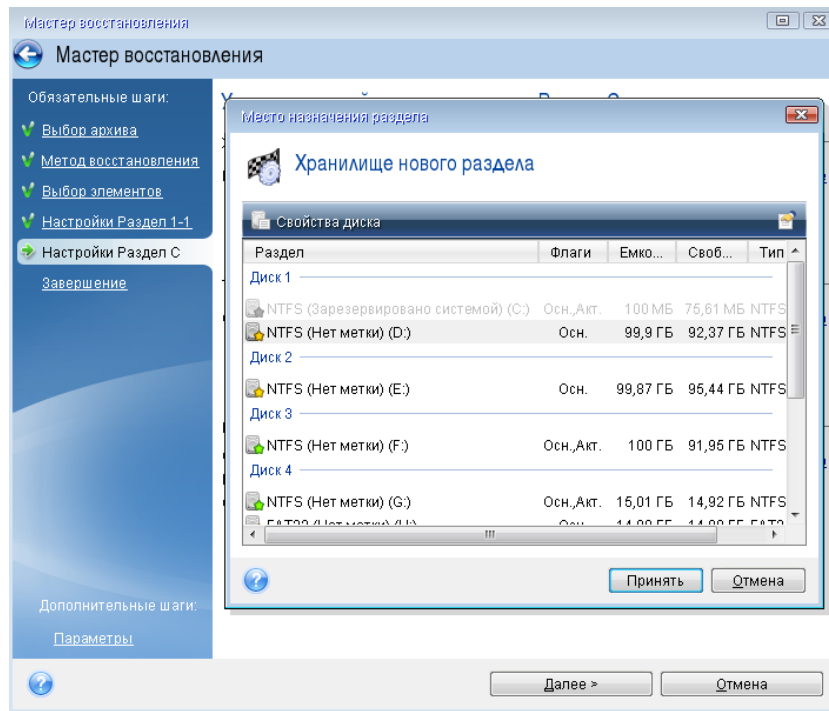 Мастер восстановления
Мастер восстановления
Обязательные шаги:
Выбор архива
Метод восстановления
Выбор элементов
Настройки Раздел 1-1
Настройки Раздел C
Завершение
Дополнительные шаги:
Параметры
Место назначения раздела
Хранилище нового раздела
Свойства диска
Раздел Флаги Емко... Своб... Тип
Диск 1
NTFS (Зарезервировано системой) (C:) Осн.,Акт. 100 МБ 75,61 МБ NTFS
NTFS (Нет метки) (D:) Осн. 99,9 ГБ 92,37 ГБ NTFS
Диск 2
NTFS (Нет метки) (E:) Осн. 99,87 ГБ 95,44 ГБ NTFS
Диск 3
NTFS (Нет метки) (F:) Осн.,Акт. 100 ГБ 91,95 ГБ NTFS
Диск 4
NTFS (Нет метки) (G:) Осн.,Акт. 15,01 ГБ 14,92 ГБ NTFS
Принять Отмена
Далее > Отмена